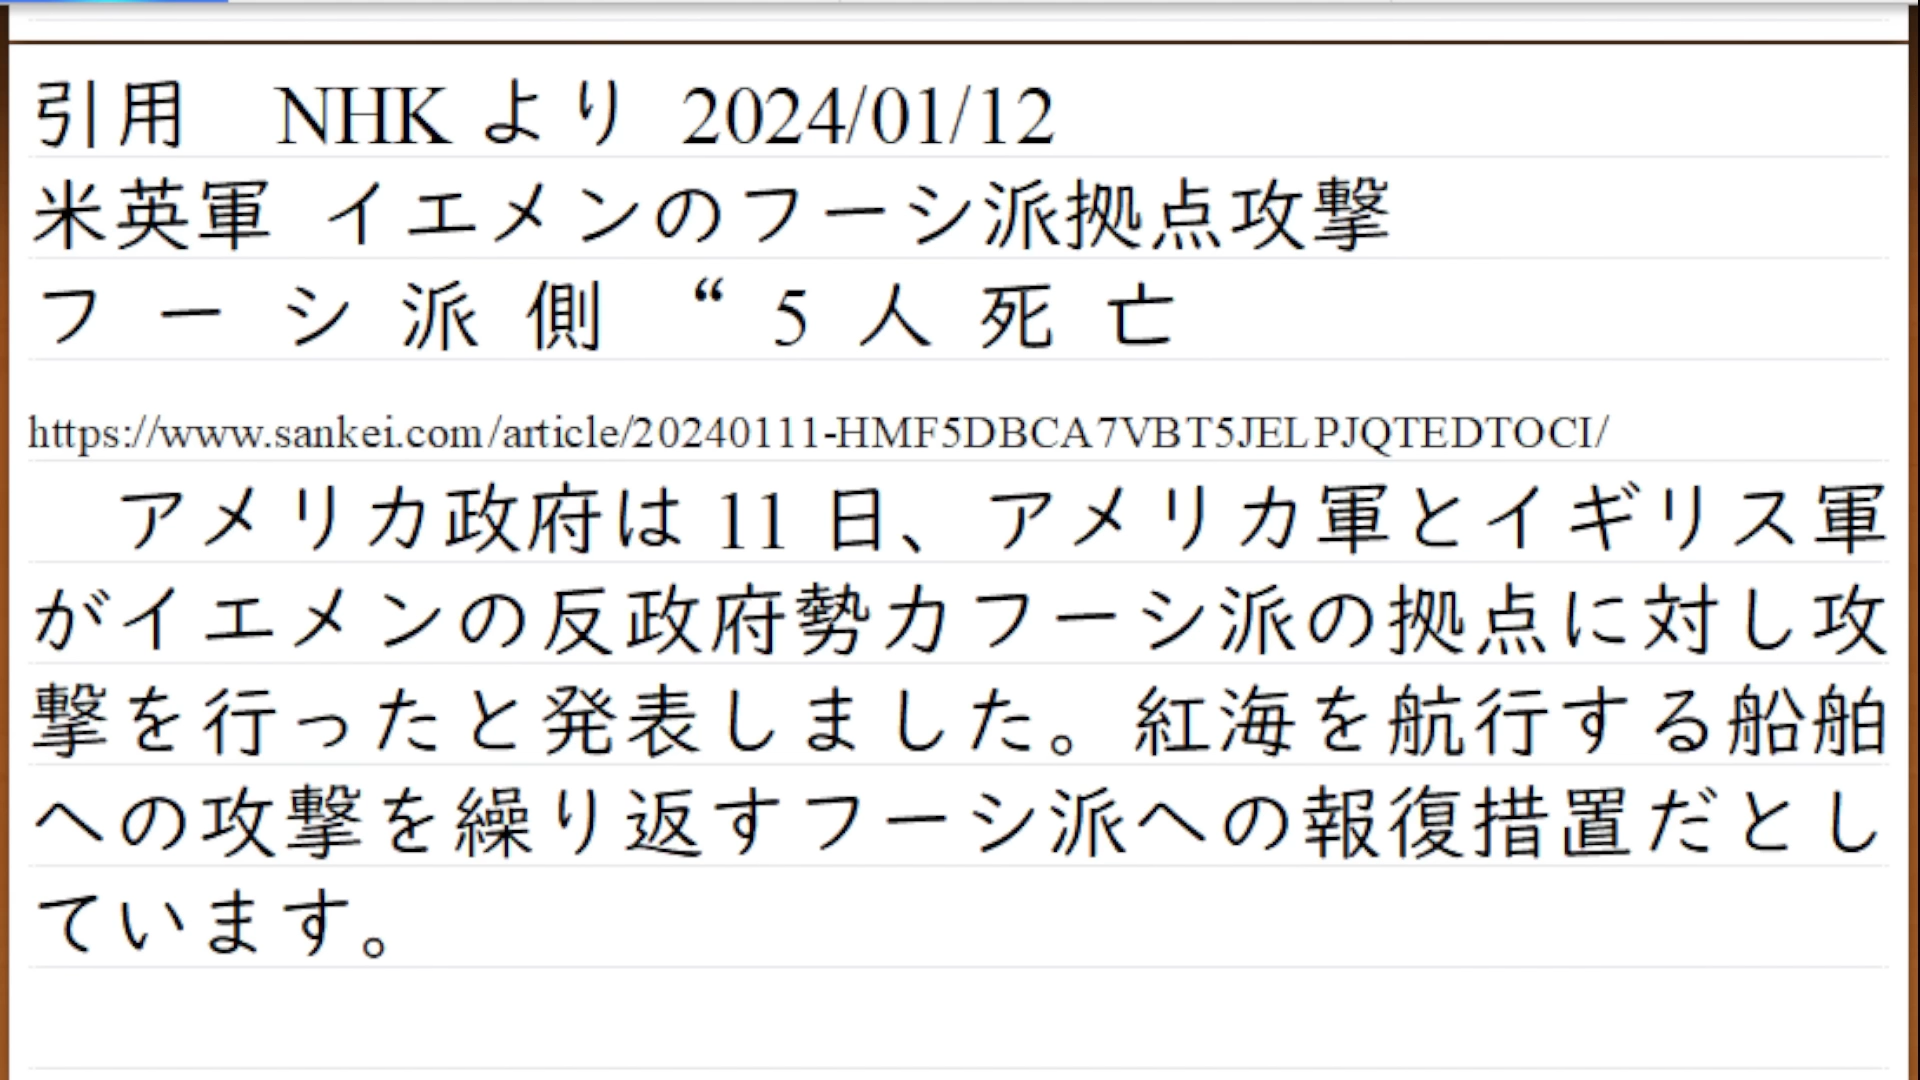 引用　NHK より 2024/01/12
米英軍 イエメンのフーシ派拠点攻撃
フーシ派側 “5人死亡
https://www.sankei.com/article/20240111-HMF5DBCA7VBT5JELPJQTEDTOCI/
　アメリカ政府は 11 日、アメリカ軍とイギリス軍
がイエメンの反政府勢力フーシ派の拠点に対し攻
撃を行ったと発表しました。紅海を航行する船舶
への攻撃を繰り返すフーシ派への報復措置だとし
ています。